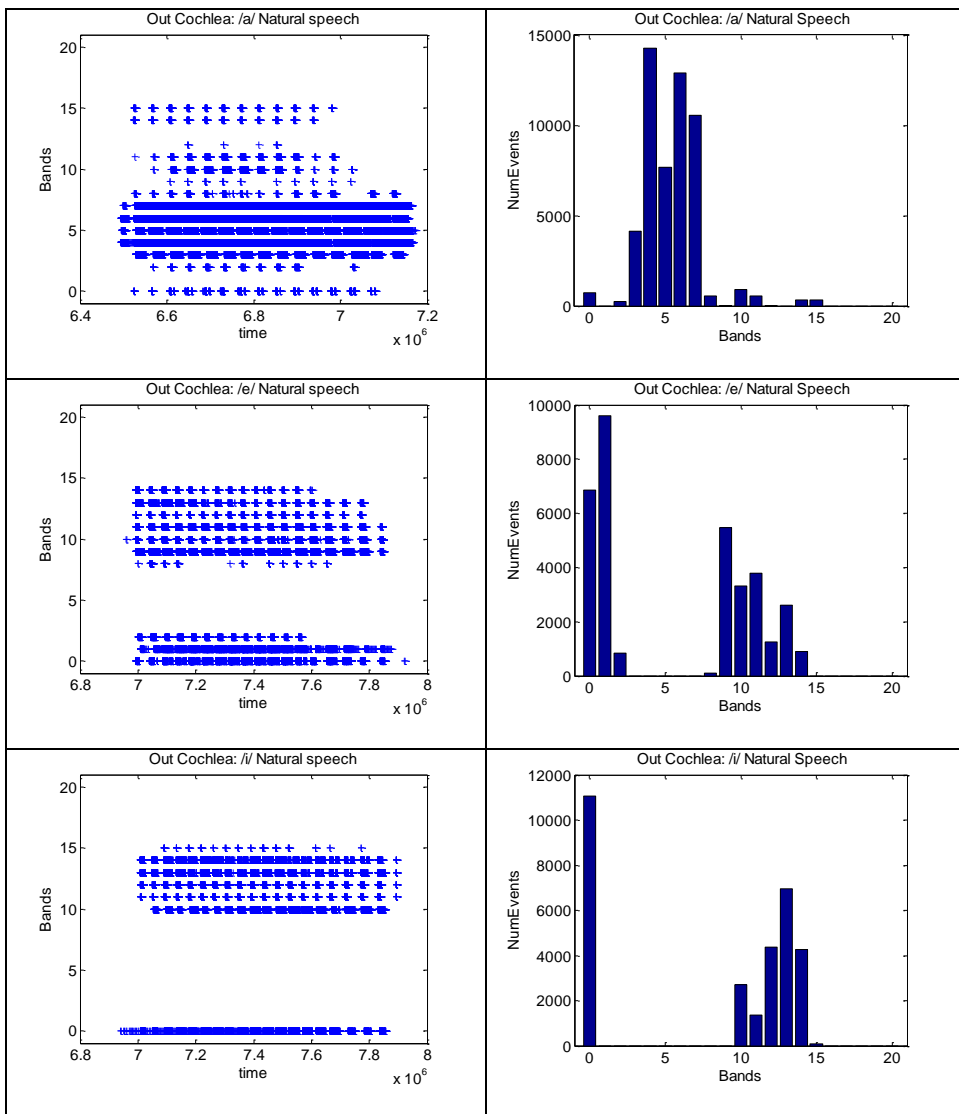 Out Cochlea: /a/ Natural speech
20
15
10
5
0
Bands
6.4 6.6 6.8 7 7.2
time
x 10^6
Out Cochlea: /a/ Natural Speech
15000
10000
5000
0
NumEvents
0 5 10 15 20
Bands
Out Cochlea: /e/ Natural speech
20
15
10
5
0
Bands
6.8 7 7.2 7.4 7.6 7.8 8
time
x 10^6
Out Cochlea: /e/ Natural Speech
10000
8000
6000
4000
2000
0
NumEvents
0 5 10 15 20
Bands
Out Cochlea: /i/ Natural speech
20
15
10
5
0
Bands
6.8 7 7.2 7.4 7.6 7.8 8
time
x 10^6
Out Cochlea: /i/ Natural Speech
12000
10000
8000
6000
4000
2000
0
NumEvents
0 5 10 15 20
Bands